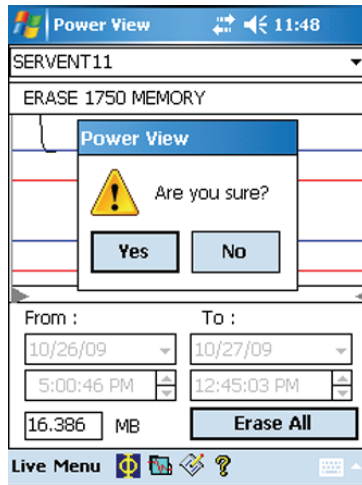 Power View 11:48
SERVENT11
ERASE 1750 MEMORY
Power View
Are you sure?
Yes No
From : To :
10/26/09 10/27/09
5:00:46 PM 12:45:03 PM
16.386 MB Erase All
Live Menu